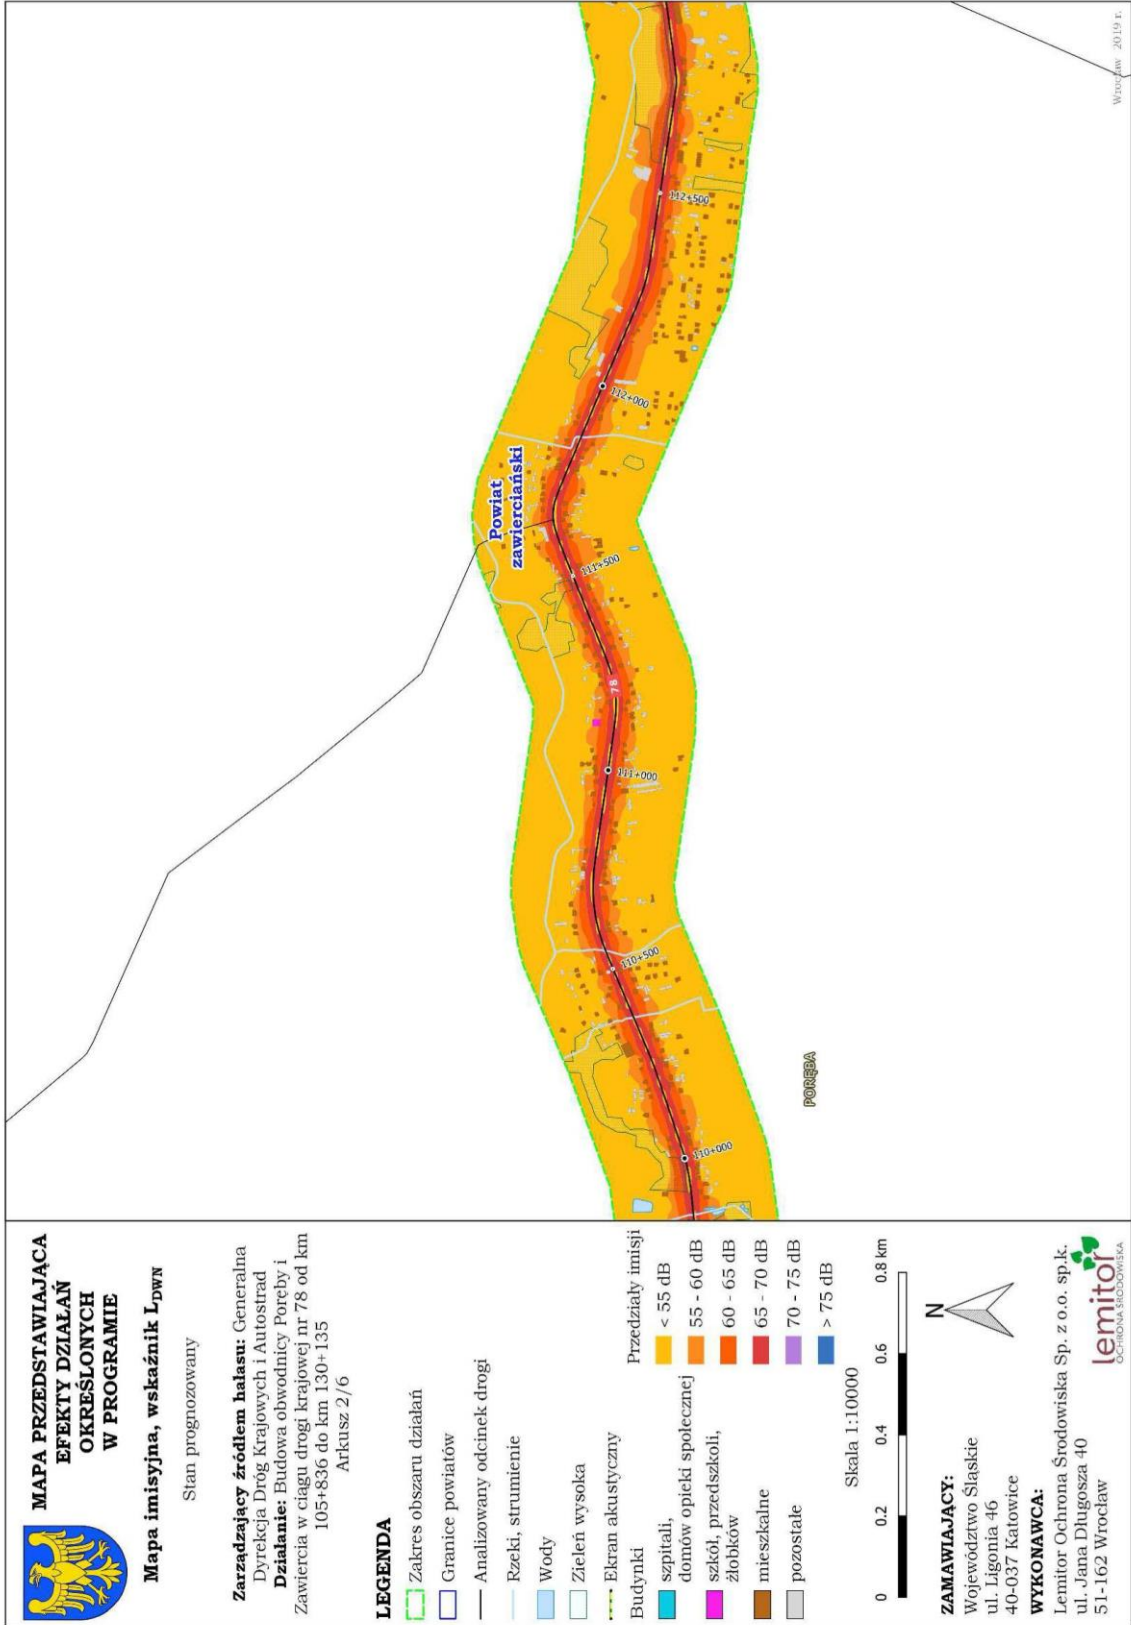 MAPA PRZEDSTAWIAJĄCA
EFEKTY DZIAŁAŃ
OKREŚLONYCH
W PROGRAMIE
Mapa imisyjna, wskaźnik LDWN
Stan prognozowany
Zarządzający źródłem hałasu: Generalna
Dyrekcja Dróg Krajowych i Autostrad
Działanie: Budowa obwodnicy Poręby i
Zawiercia w ciągu drogi krajowej nr 78 od km
105+836 do km 130+135
Arkusz 2/6
LEGENDA
Zakres obszaru działań
Granice powiatów
Analizowany odcinek drogi
Rzeki, strumienie
Wody
Zieleń wysoka
Ekran akustyczny
Budynki
szpitali,
domów opieki społecznej
szkół, przedszkoli,
żłobków
mieszkalne
pozostałe
Przedziały imisji
< 55 dB
55 - 60 dB
60 - 65 dB
65 - 70 dB
70 - 75 dB
> 75 dB
Skala 1:10000
0 0.2 0.4 0.6 0.8 km
N
ZAMAWIAJĄCY:
Województwo Śląskie
ul. Ligonia 46
40-037 Katowice
WYKONAWCA:
Lemitor Ochrona Środowiska Sp. z o.o. sp.k.
ul. Jana Długosza 40
51-162 Wrocław
lemitor
OCHRONA ŚRODOWISKA
110+000
110+500
111+000
78
111+500
Powiat
zawierciański
112+000
112+500
PORĘBA
Wrocław 2019 r.